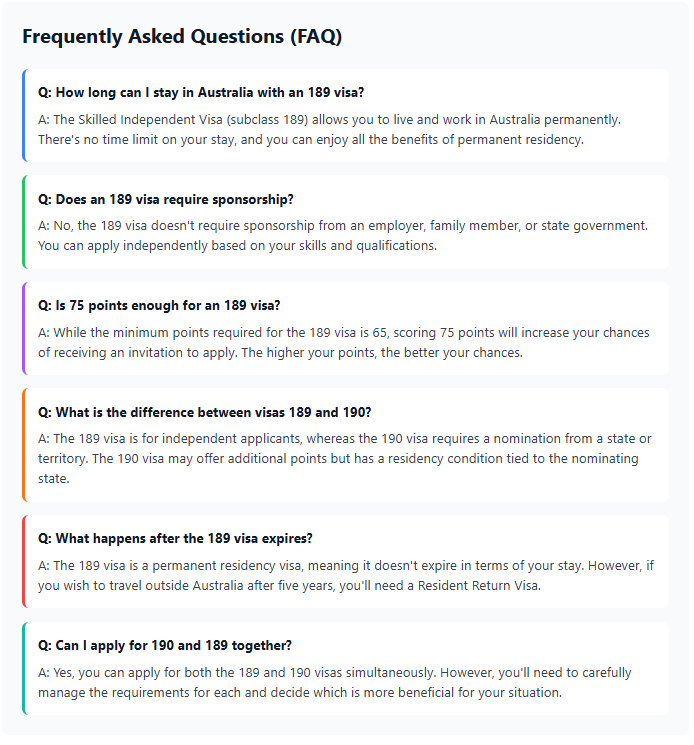 Frequently Asked Questions (FAQ)
Q: How long can I stay in Australia with an 189 visa?
A: The Skilled Independent Visa (subclass 189) allows you to live and work in Australia permanently.
There's no time limit on your stay, and you can enjoy all the benefits of permanent residency.
Q: Does an 189 visa require sponsorship?
A: No, the 189 visa doesn't require sponsorship from an employer, family member, or state government.
You can apply independently based on your skills and qualifications.
Q: Is 75 points enough for an 189 visa?
A: While the minimum points required for the 189 visa is 65, scoring 75 points will increase your chances
of receiving an invitation to apply. The higher your points, the better your chances.
Q: What is the difference between visas 189 and 190?
A: The 189 visa is for independent applicants, whereas the 190 visa requires a nomination from a state or
territory. The 190 visa may offer additional points but has a residency condition tied to the nominating
state.
Q: What happens after the 189 visa expires?
A: The 189 visa is a permanent residency visa, meaning it doesn't expire in terms of your stay. However, if
you wish to travel outside Australia after five years, you'll need a Resident Return Visa.
Q: Can I apply for 190 and 189 together?
A: Yes, you can apply for both the 189 and 190 visas simultaneously. However, you'll need to carefully
manage the requirements for each and decide which is more beneficial for your situation.